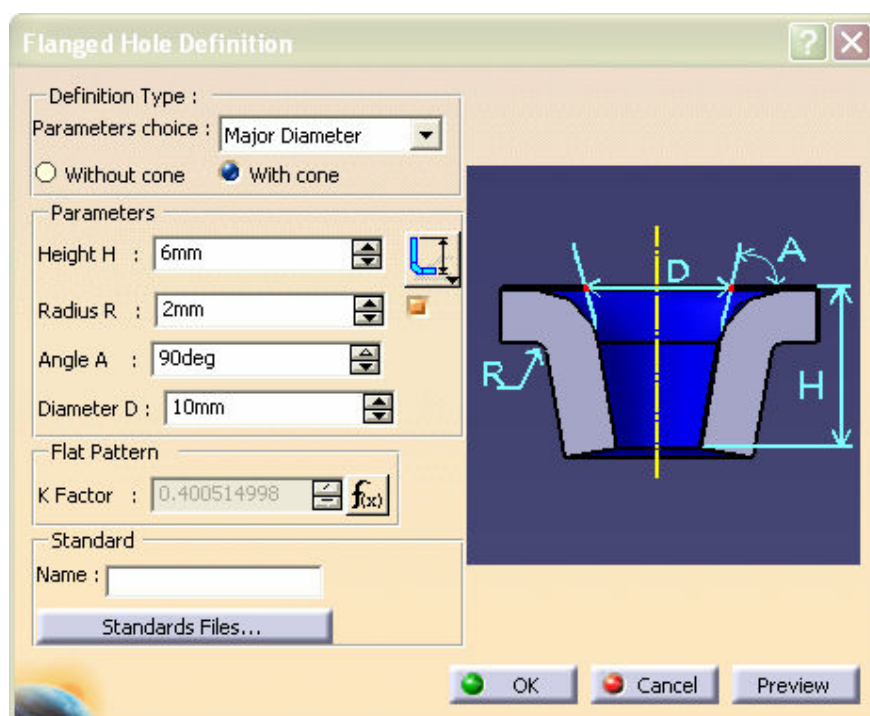 Flanged Hole Definition
Definition Type :
Parameters choice : Major Diameter
Without cone With cone
Parameters
Height H : 6mm
Radius R : 2mm
Angle A : 90deg
Diameter D : 10mm
Flat Pattern
K Factor : 0.400514998 f(x)
Standard
Name :
Standards Files...
D A
R H
OK Cancel Preview